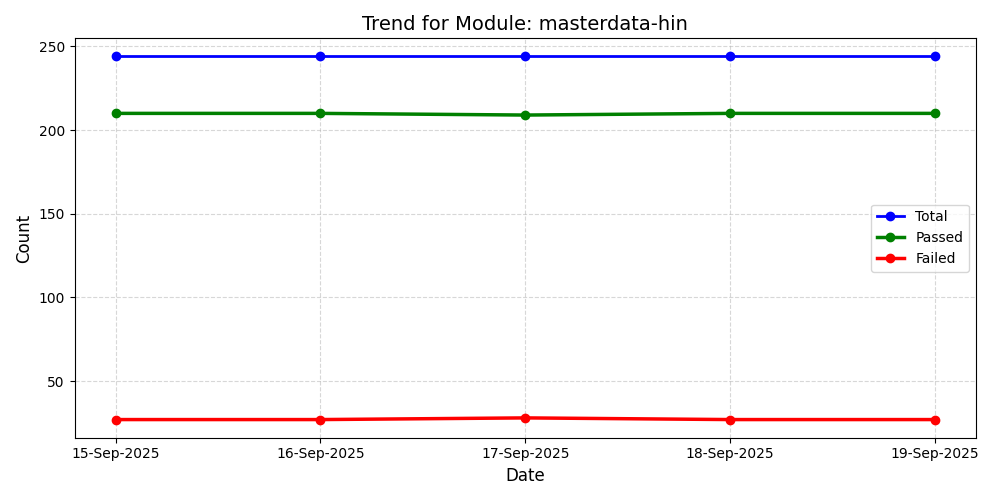 Trend for Module: masterdata-hin
250
200
150
100
50
Count
Total
Passed
Failed
15-Sep-2025 16-Sep-2025 17-Sep-2025 18-Sep-2025 19-Sep-2025
Date